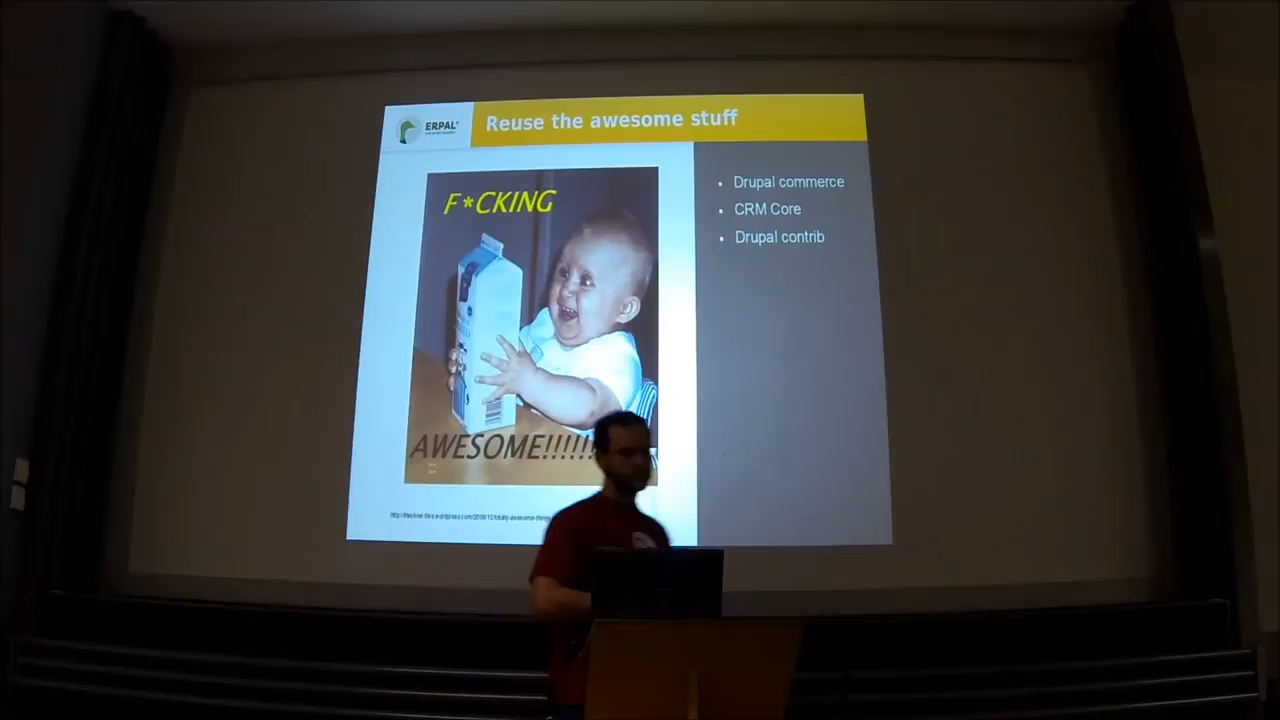 ERPAL
Reuse the awesome stuff
F*CKING
AWESOME!!!!!!
• Drupal commerce
• CRM Core
• Drupal contrib